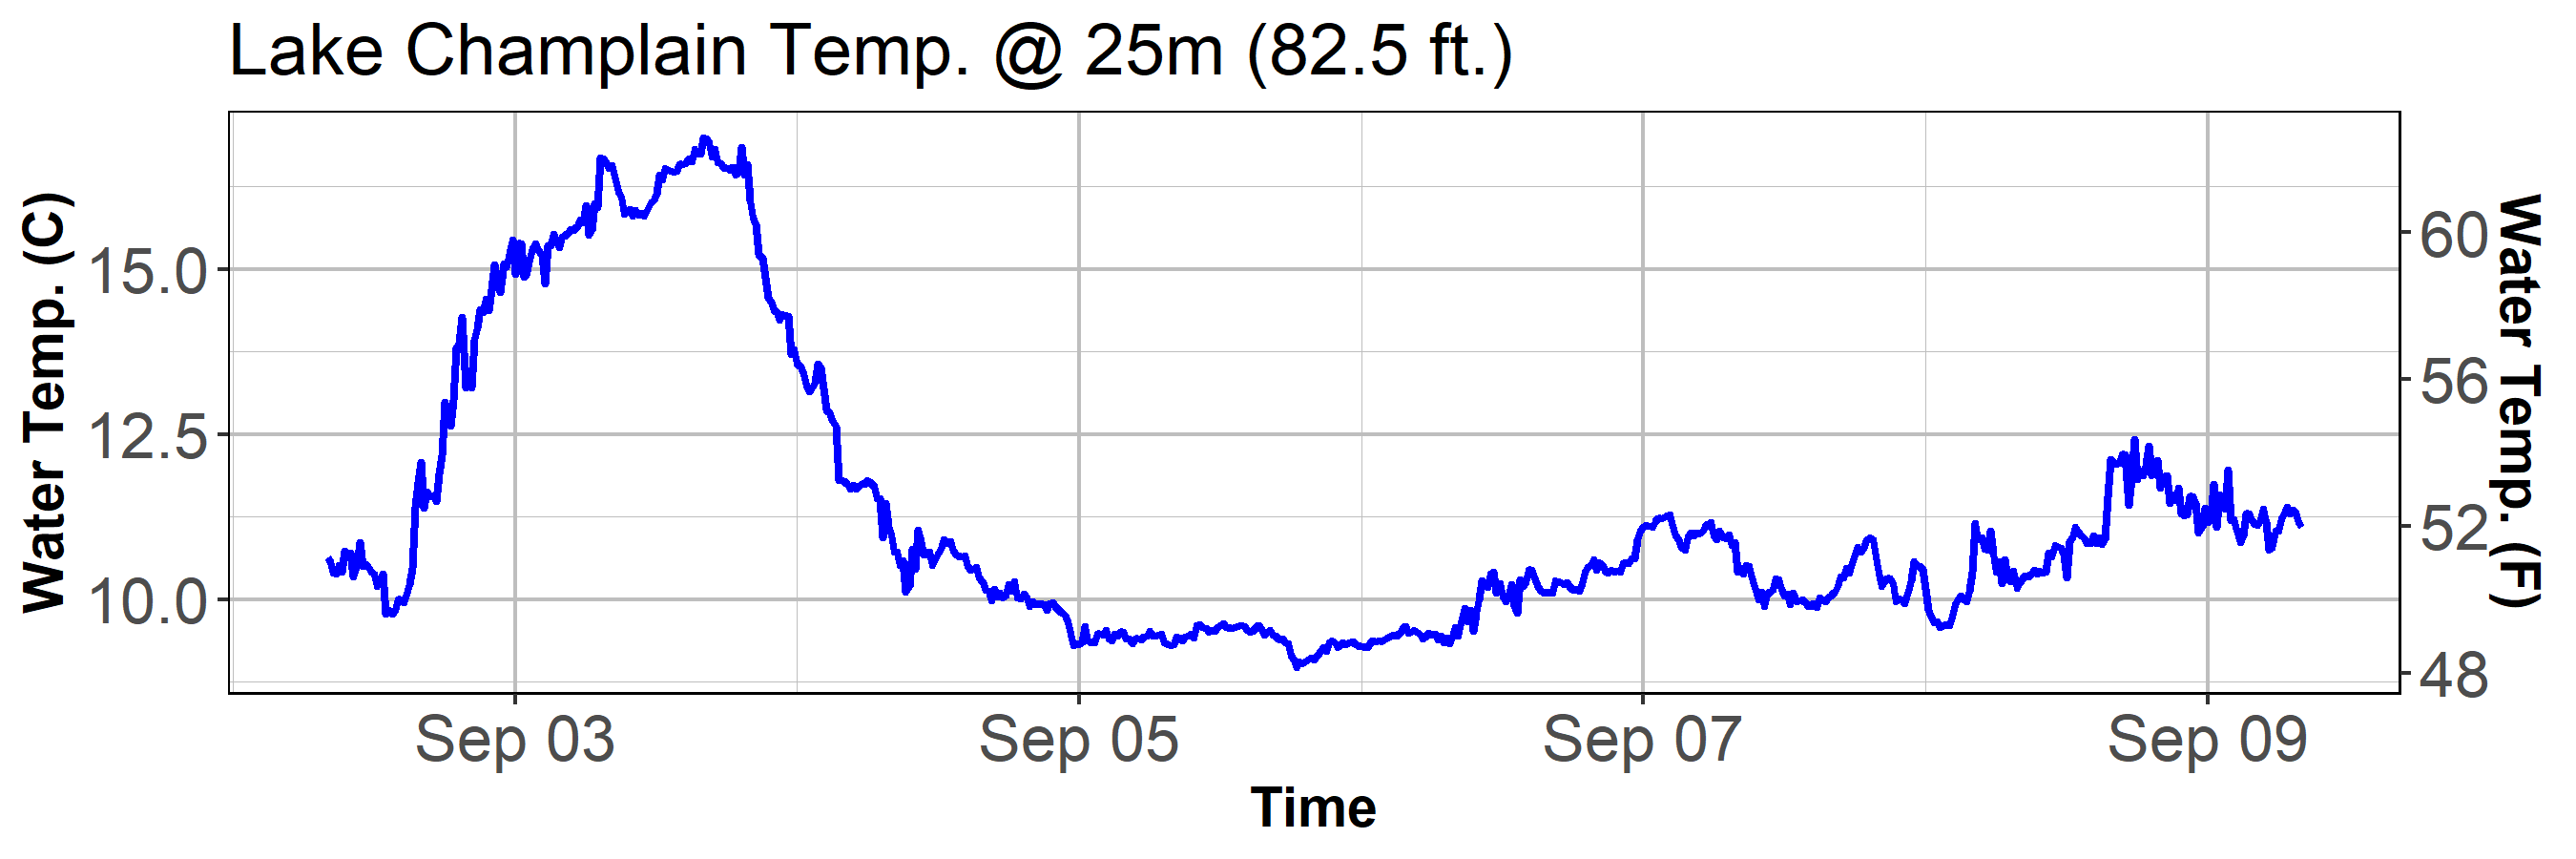 Lake Champlain Temp. @ 25m (82.5 ft.)
Water Temp. (C)
15.0
12.5
10.0
60
56
52
48
Water Temp. (F)
Sep 03 Sep 05 Sep 07 Sep 09
Time